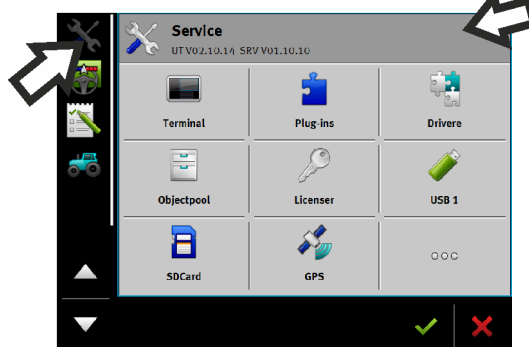 Service
UT V02.10.14 SRV V01.10.10
Terminal
Plug-ins
Drivere
Objectpool
Licenser
USB 1
SDCard
GPS